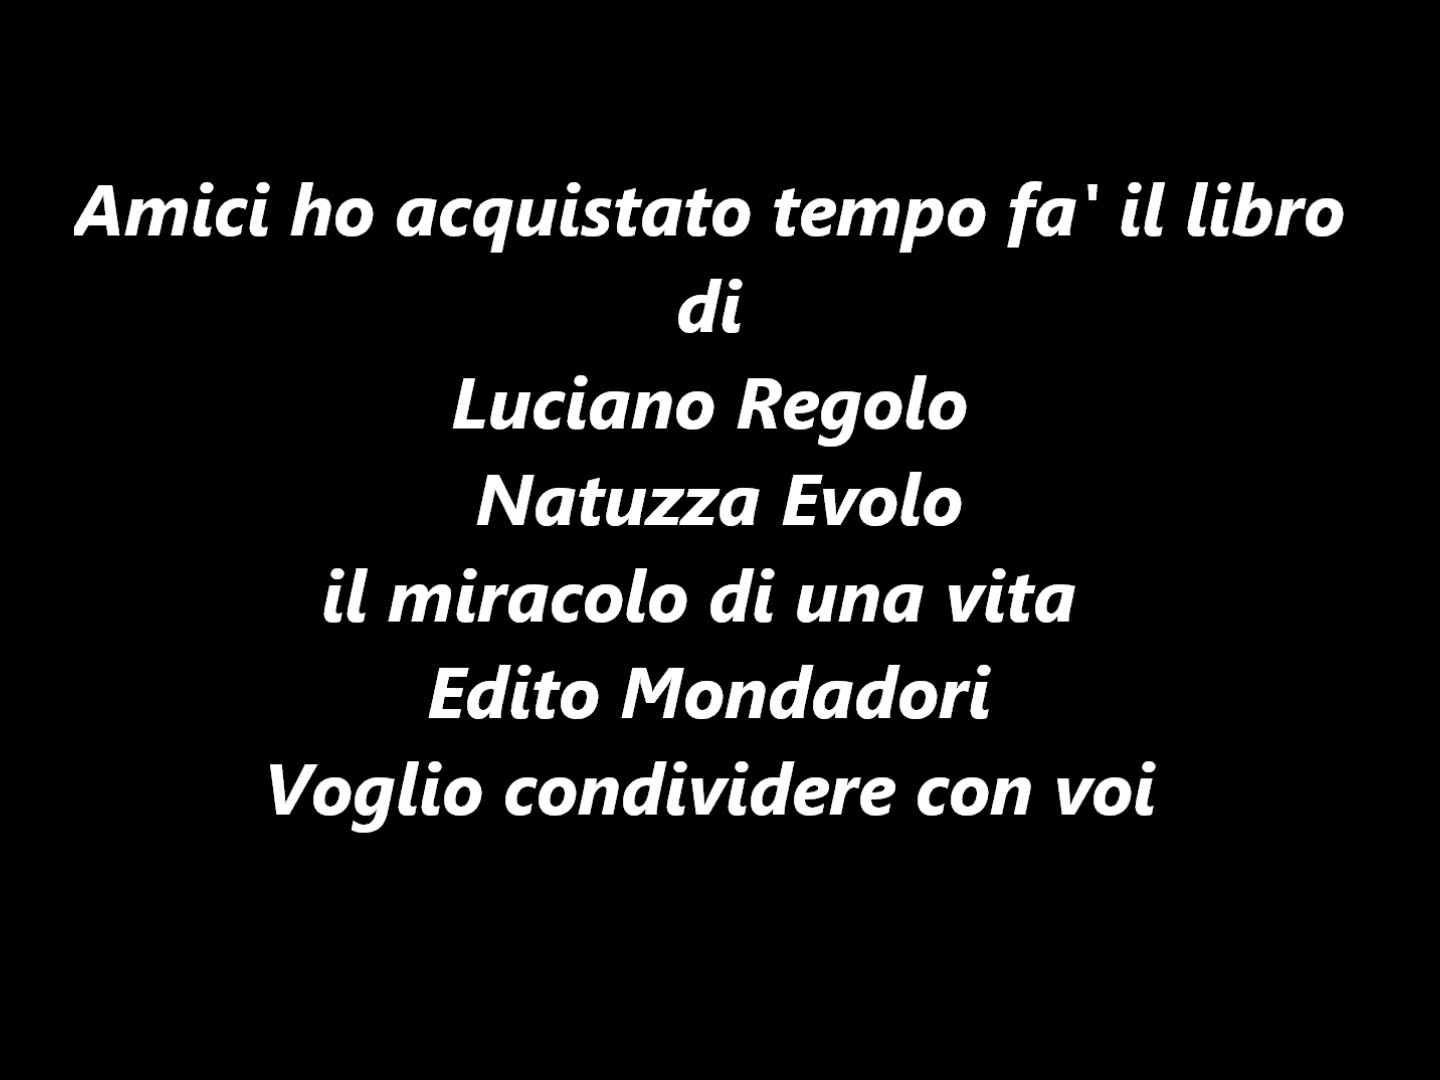 Amici ho acquistato tempo fa' il libro
di
Luciano Regolo
Natuzza Evolo
il miracolo di una vita
Edito Mondadori
Voglio condividere con voi